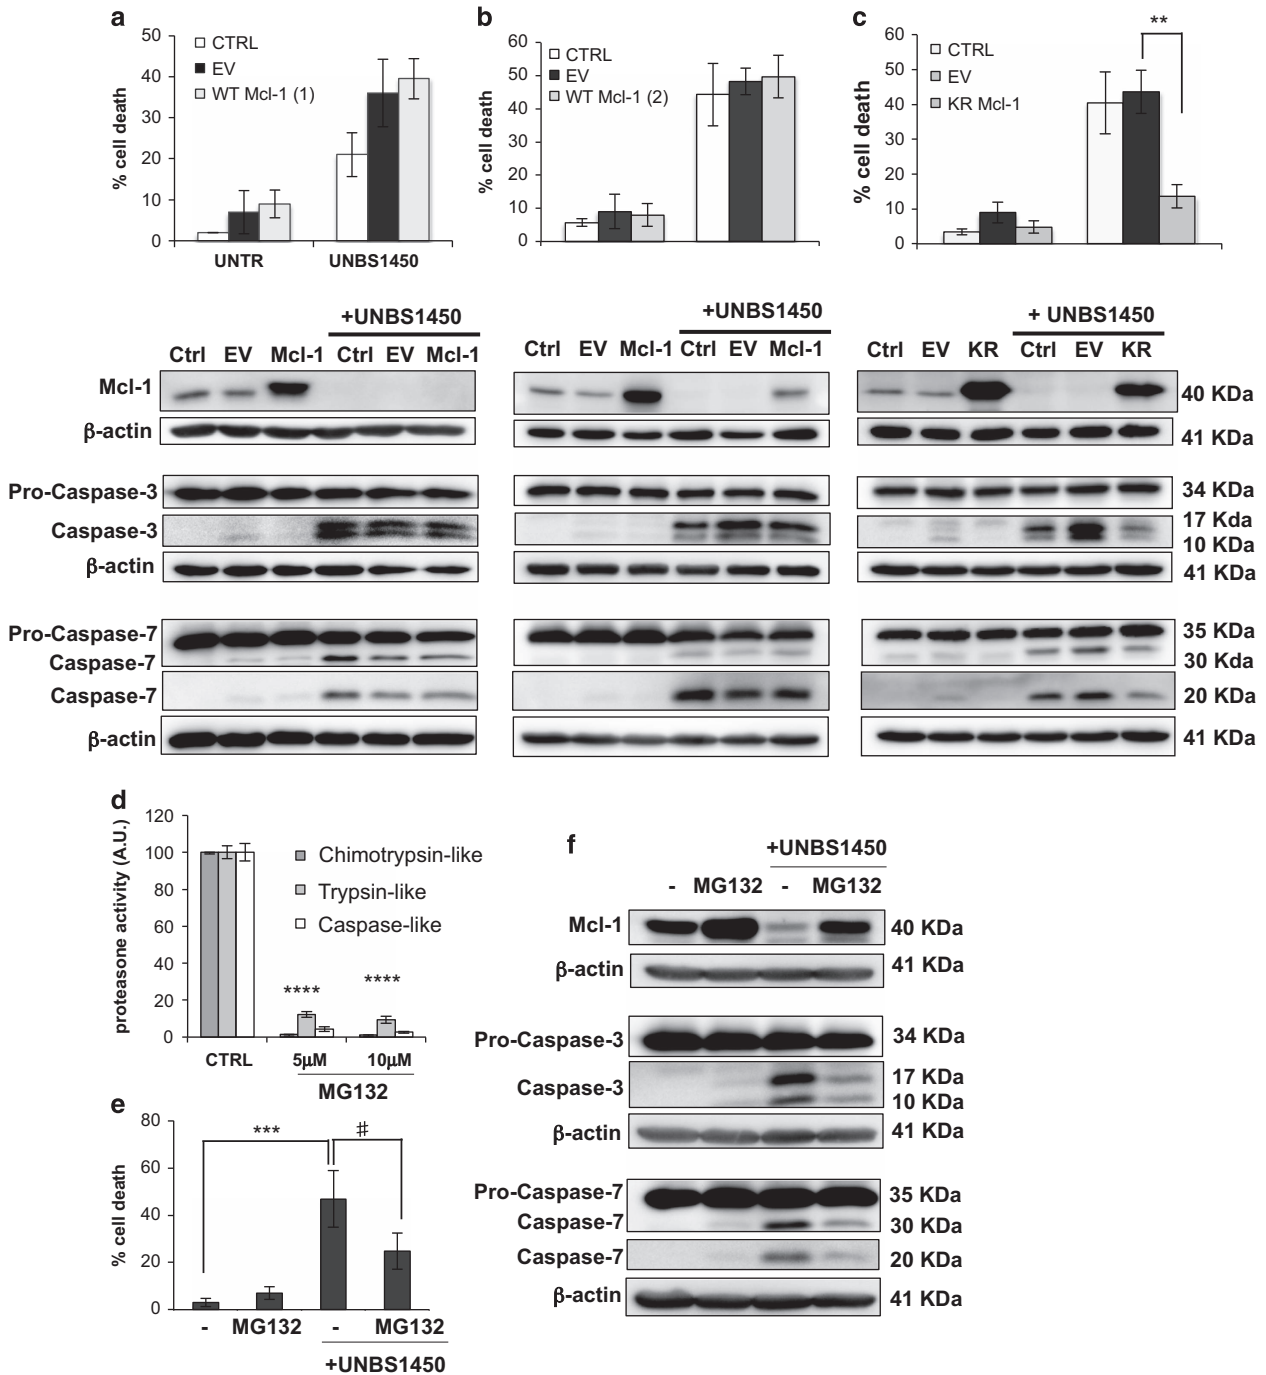 a
50
40
30
20
10
0
% cell death
CTRL
EV
WT Mcl-1 (1)
UNTR
UNBS1450
b
60
50
40
30
20
10
0
% cell death
CTRL
EV
WT Mcl-1 (2)
c
60
50
40
30
20
10
0
% cell death
CTRL
EV
KR Mcl-1
**
+UNBS1450
Ctrl EV Mcl-1 Ctrl EV Mcl-1
+UNBS1450
Ctrl EV Mcl-1 Ctrl EV Mcl-1
+ UNBS1450
Ctrl EV KR Ctrl EV KR
Mcl-1 40 KDa
β-actin 41 KDa
Pro-Caspase-3 34 KDa
Caspase-3 17 Kda
10 KDa
β-actin 41 KDa
Pro-Caspase-7 35 KDa
Caspase-7 30 Kda
Caspase-7 20 KDa
β-actin 41 KDa
d
120
100
80
60
40
20
0
proteasone activity (A.U.)
Chimotrypsin-like
Trypsin-like
Caspase-like
**** ****
CTRL 5µM 10µM
MG132
e
80
60
40
20
0
% cell death
*** #
- MG132 - MG132
+UNBS1450
f
+UNBS1450
- MG132 - MG132
Mcl-1 40 KDa
β-actin 41 KDa
Pro-Caspase-3 34 KDa
Caspase-3 17 KDa
10 KDa
β-actin 41 KDa
Pro-Caspase-7 35 KDa
Caspase-7 30 KDa
Caspase-7 20 KDa
β-actin 41 KDa